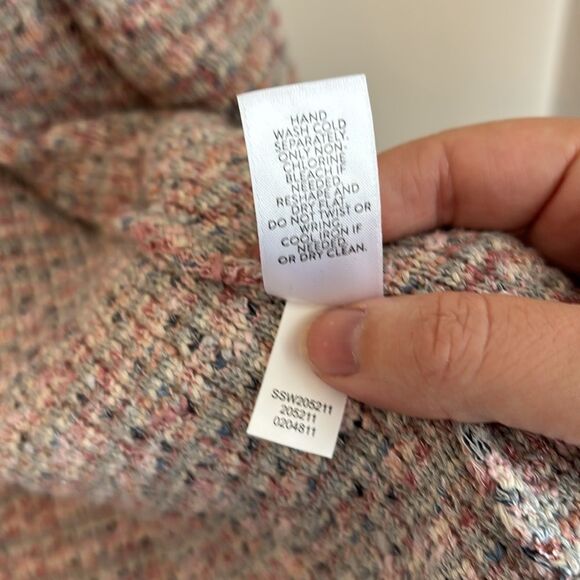 HAND
WASH COLD
SEPARATELY.
ONLY NON-
CHLORINE
BLEACH IF
NEEDED.
RESHAPE AND
DRY FLAT.
DO NOT TWIST OR
WRING.
COOL IRON IF
NEEDED
OR DRY CLEAN.
SSW205211
205211
0204811